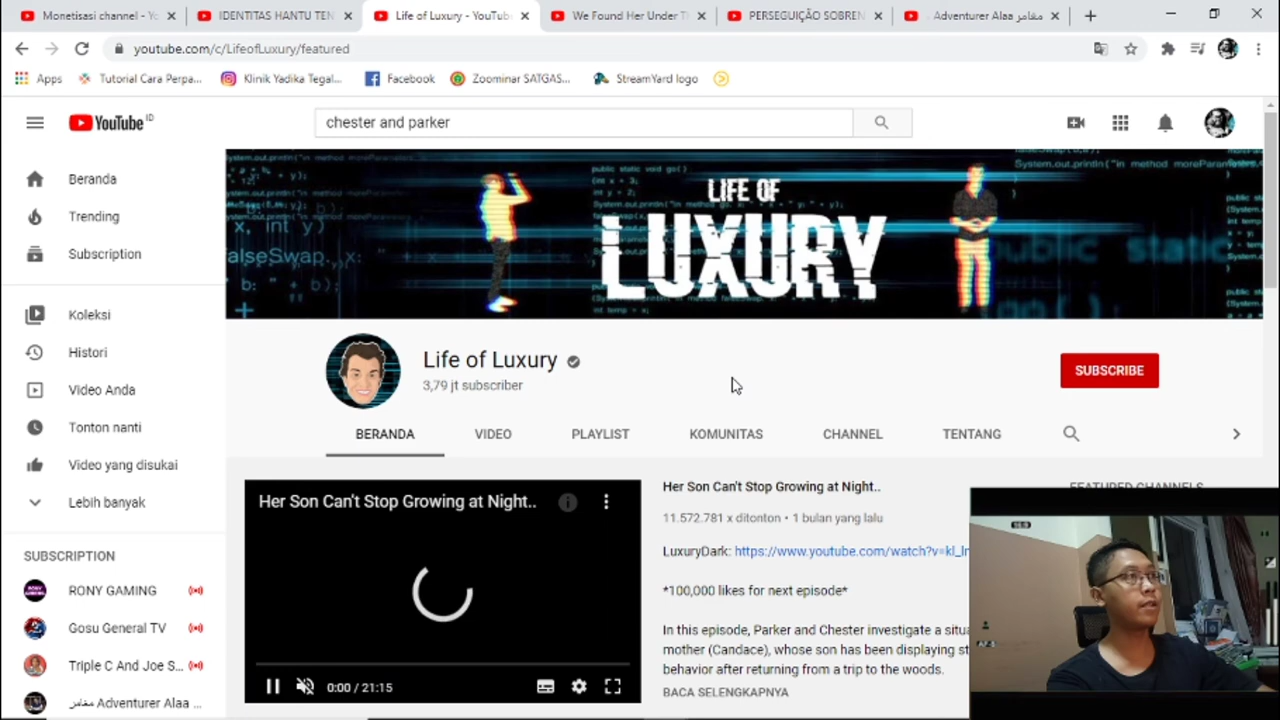 Monetisasi channel - Yo
IDENTITAS HANTU TEN
Life of Luxury - YouTube
We Found Her Under Th
PERSEGUIÇÃO SOBREN
Adventurer Alaa مغامر
youtube.com/c/LifeofLuxury/featured
Apps
Tutorial Cara Perpa...
Klinik Yadika Tegal...
Facebook
Zoominar SATGAS...
StreamYard logo
YouTube ID
chester and parker
Beranda
Trending
Subscription
Koleksi
Histori
Video Anda
Tonton nanti
Video yang disukai
Lebih banyak
SUBSCRIPTION
RONY GAMING
Gosu General TV
Triple C And Joe S...
مغامر Adventurer Alaa ...
LIFE OF
LUXURY
Life of Luxury
3,79 jt subscriber
SUBSCRIBE
BERANDA
VIDEO
PLAYLIST
KOMUNITAS
CHANNEL
TENTANG
Her Son Can't Stop Growing at Night..
0:00 / 21:15
Her Son Can't Stop Growing at Night..
11.572.781 x ditonton • 1 bulan yang lalu
LuxuryDark: https://www.youtube.com/watch?v=kl_ln
*100,000 likes for next episode*
In this episode, Parker and Chester investigate a situa
mother (Candace), whose son has been displaying st
behavior after returning from a trip to the woods.
BACA SELENGKAPNYA
FEATURED CHANNELS